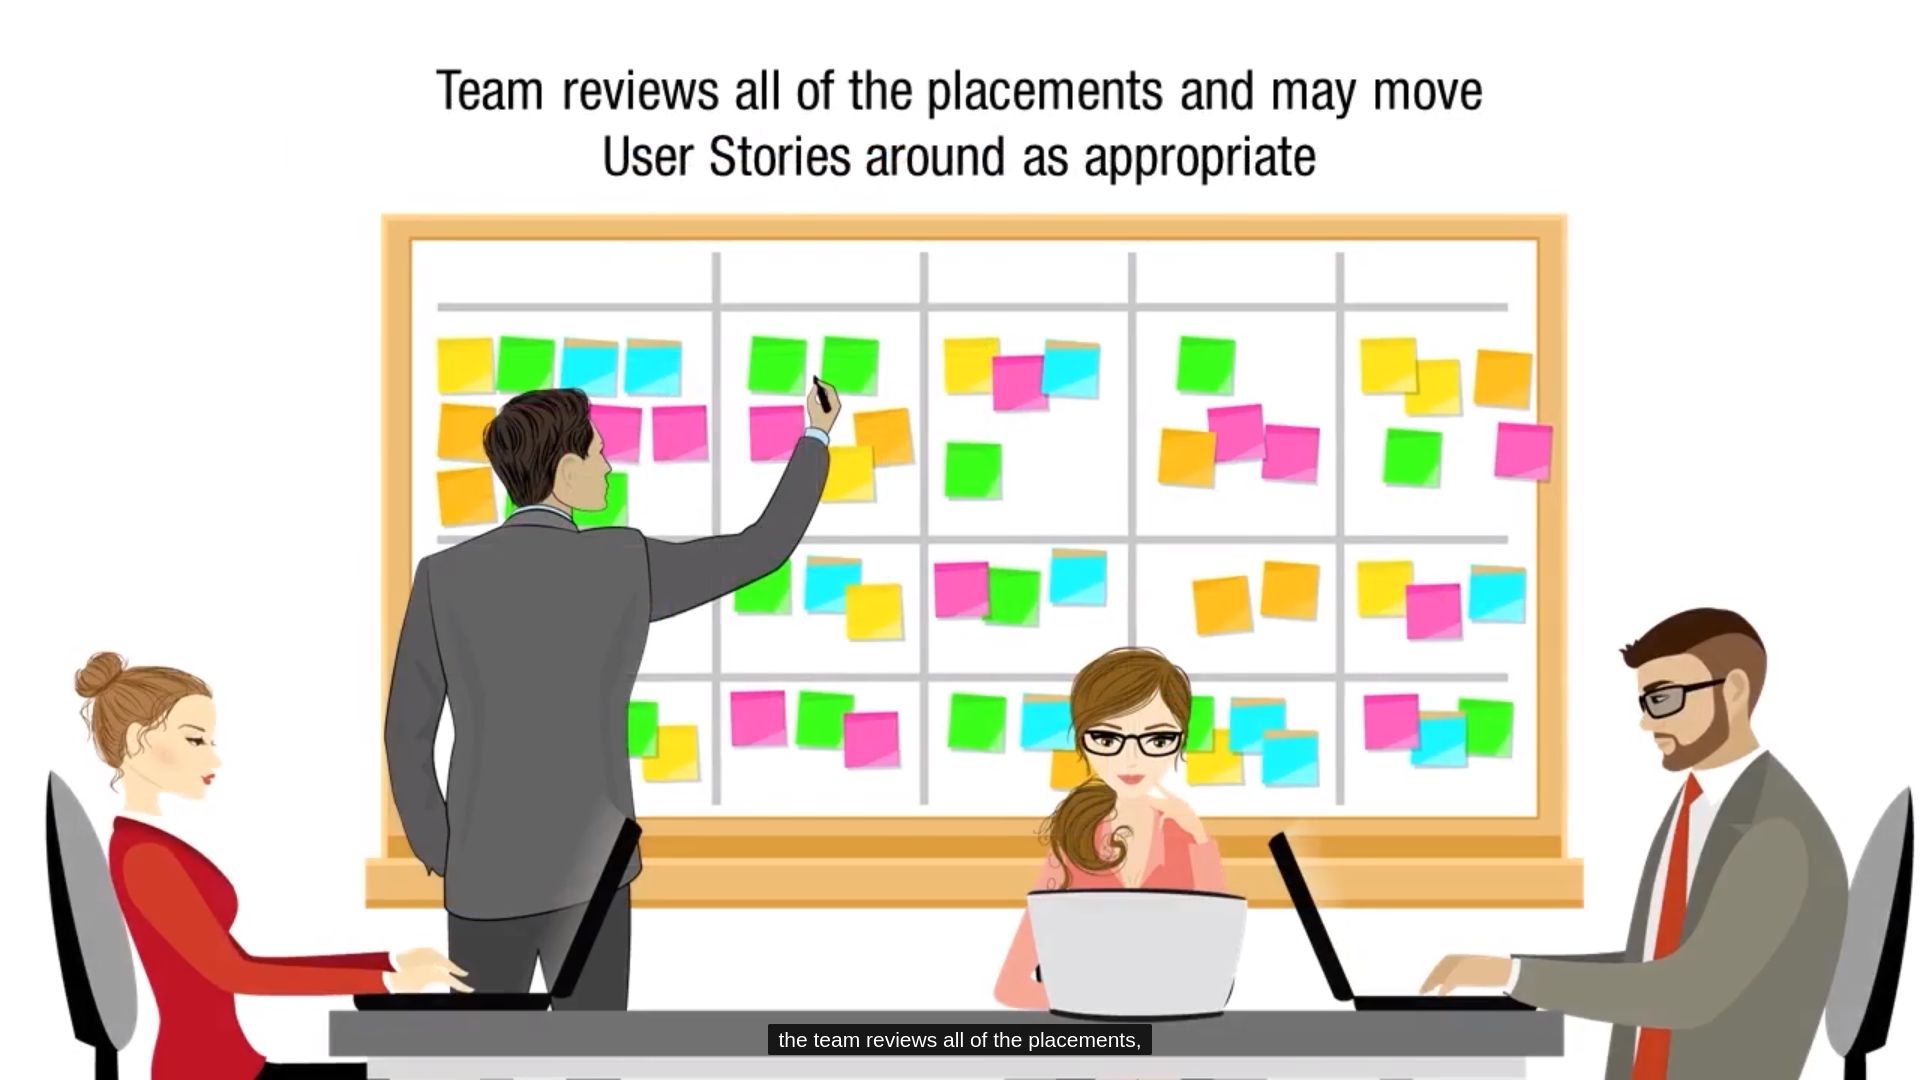 Team reviews all of the placements and may move
User Stories around as appropriate
the team reviews all of the placements,